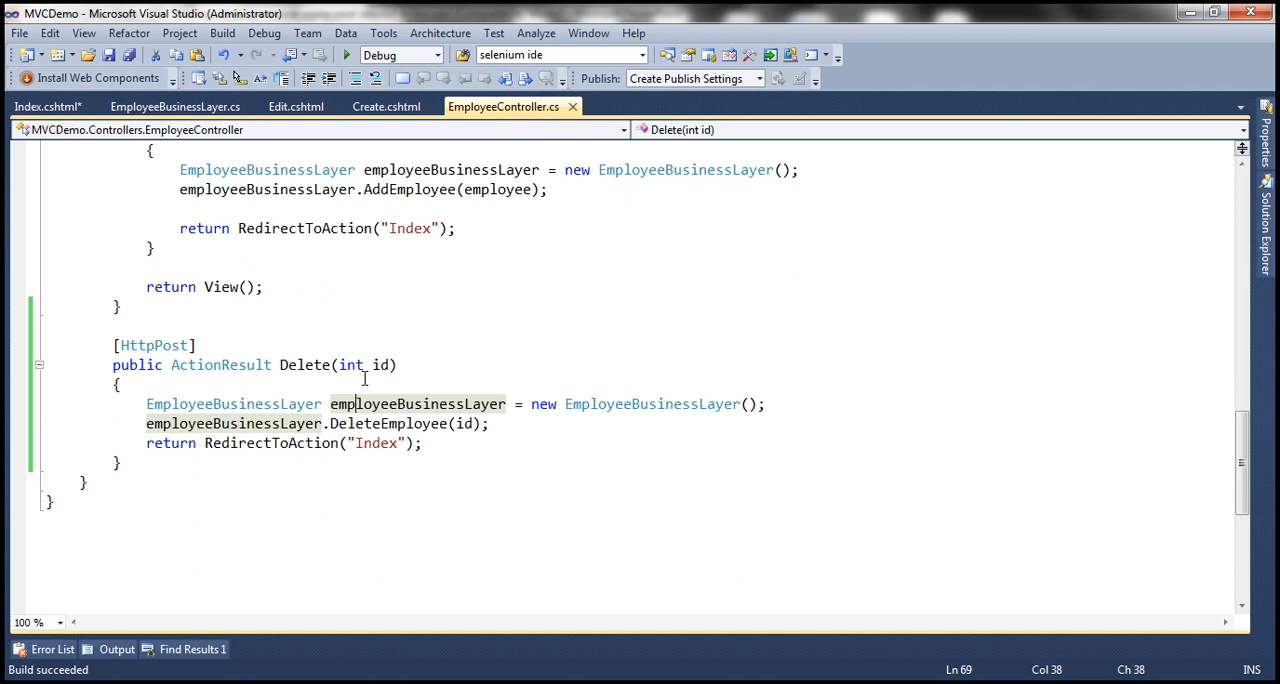 MVCDemo - Microsoft Visual Studio (Administrator)
File Edit View Refactor Project Build Debug Team Data Tools Architecture Test Analyze Window Help
Debug selenium ide
Install Web Components Publish: Create Publish Settings
Index.cshtml* EmployeeBusinessLayer.cs Edit.cshtml Create.cshtml EmployeeController.cs
MVCDemo.Controllers.EmployeeController Delete(int id)
{
EmployeeBusinessLayer employeeBusinessLayer = new EmployeeBusinessLayer();
employeeBusinessLayer.AddEmployee(employee);
return RedirectToAction("Index");
}
return View();
}
[HttpPost]
public ActionResult Delete(int id)
{
EmployeeBusinessLayer employeeBusinessLayer = new EmployeeBusinessLayer();
employeeBusinessLayer.DeleteEmployee(id);
return RedirectToAction("Index");
}
}
}
100 %
Error List Output Find Results 1
Build succeeded Ln 69 Col 38 Ch 38 INS
Properties
Solution Explorer